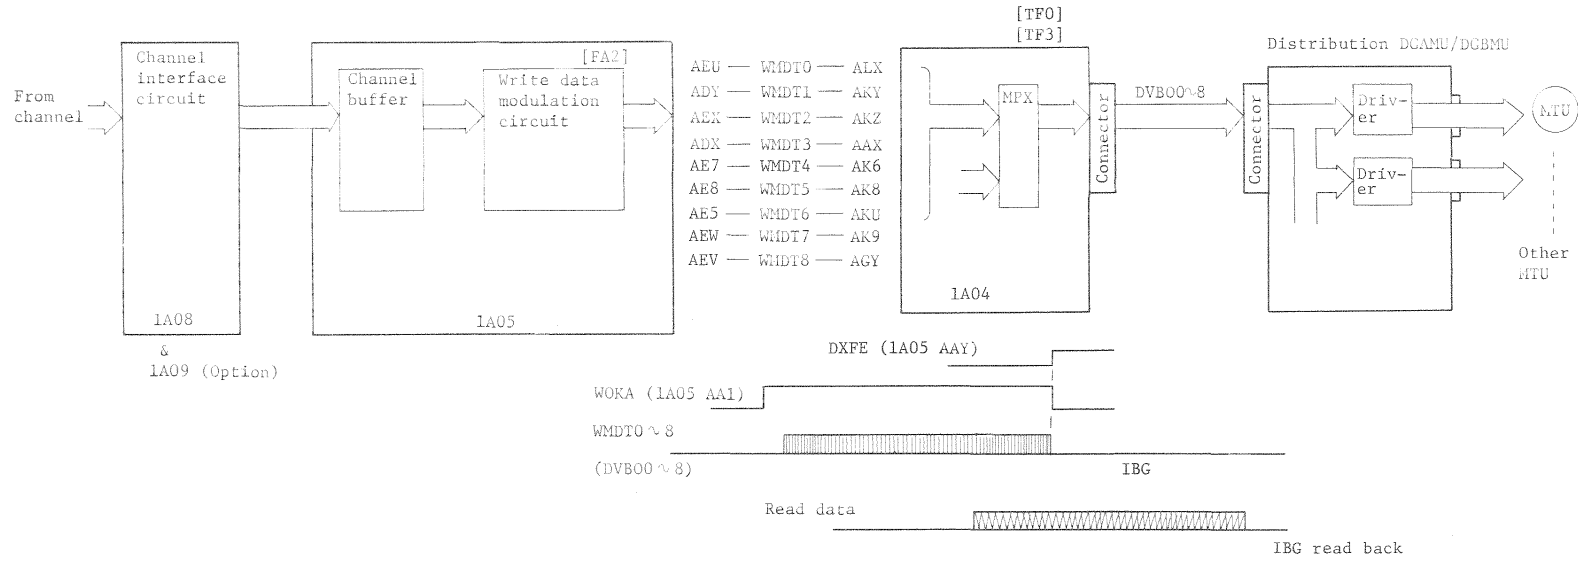 [TF0]
[TF3]
Distribution DGAMU/DGBMU
Channel
interface
circuit
[FA2]
Channel
buffer
Write data
modulation
circuit
From
channel
AEU — WMDT0 — ALX
ADY — WMDT1 — AKY
AEX — WMDT2 — AKZ
ADX — WMDT3 — AAX
AE7 — WMDT4 — AK6
AE8 — WMDT5 — AK8
AE5 — WMDT6 — AKU
AEW — WMDT7 — AK9
AEV — WMDT8 — AGY
MPX
Connector
DVB00~8
Connector
Driv-
er
Driv-
er
MTU
Other
MTU
1A08
&
1A09 (Option)
1A05
1A04
DXFE (1A05 AAY)
WOKA (1A05 AA1)
WMDT0~8
(DVB00~8)
IBG
Read data
IBG read back